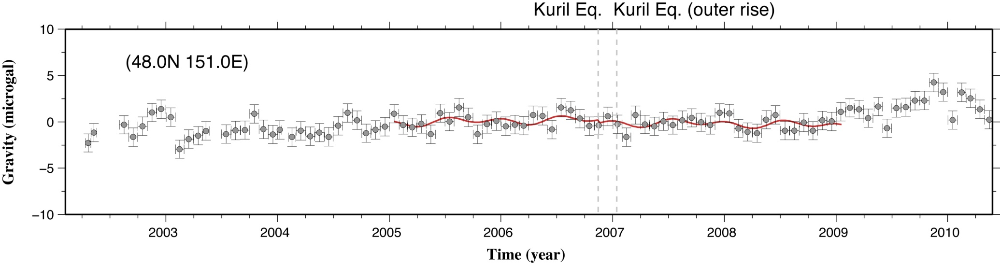 Kuril Eq. Kuril Eq. (outer rise)
(48.0N 151.0E)
Gravity (microgal)
10
5
0
−5
−10
2003 2004 2005 2006 2007 2008 2009 2010
Time (year)